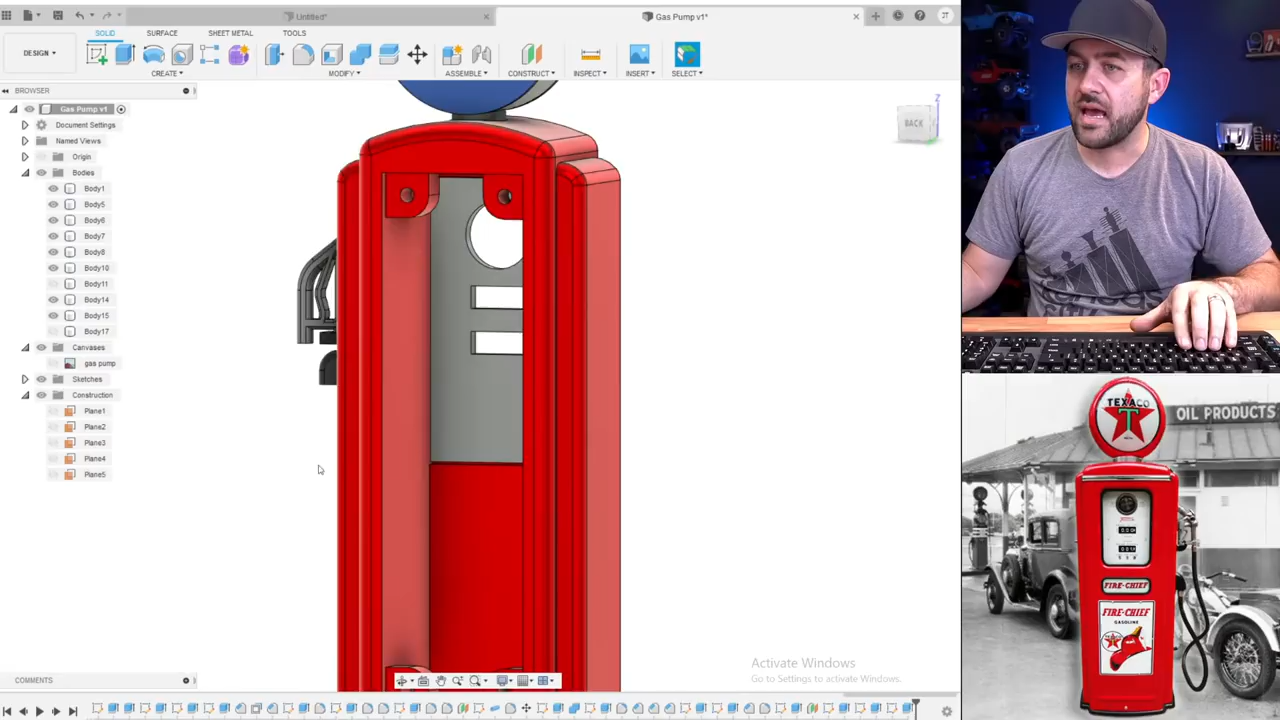 Untitled*
Gas Pump v1*
JT
DESIGN
SOLID
SURFACE
SHEET METAL
TOOLS
CREATE
MODIFY
ASSEMBLE
CONSTRUCT
INSPECT
INSERT
SELECT
BROWSER
Gas Pump v1
Document Settings
Named Views
Origin
Bodies
Body1
Body5
Body6
Body7
Body8
Body10
Body11
Body14
Body15
Body17
Canvases
gas pump
Sketches
Construction
Plane1
Plane2
Plane3
Plane4
Plane5
BACK
Z
TEXACO
T
OIL PRODUCTS
FIRE-CHIEF
FIRE-CHIEF
GASOLINE
Activate Windows
Go to Settings to activate Windows.
COMMENTS